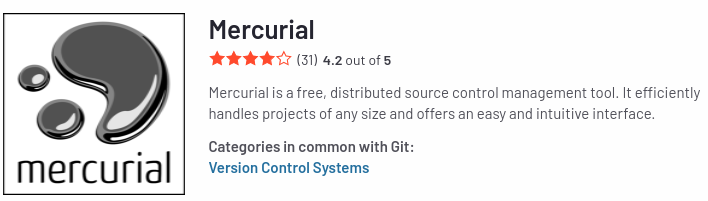 mercurial
Mercurial
(31) 4.2 out of 5
Mercurial is a free, distributed source control management tool. It efficiently
handles projects of any size and offers an easy and intuitive interface.
Categories in common with Git:
Version Control Systems